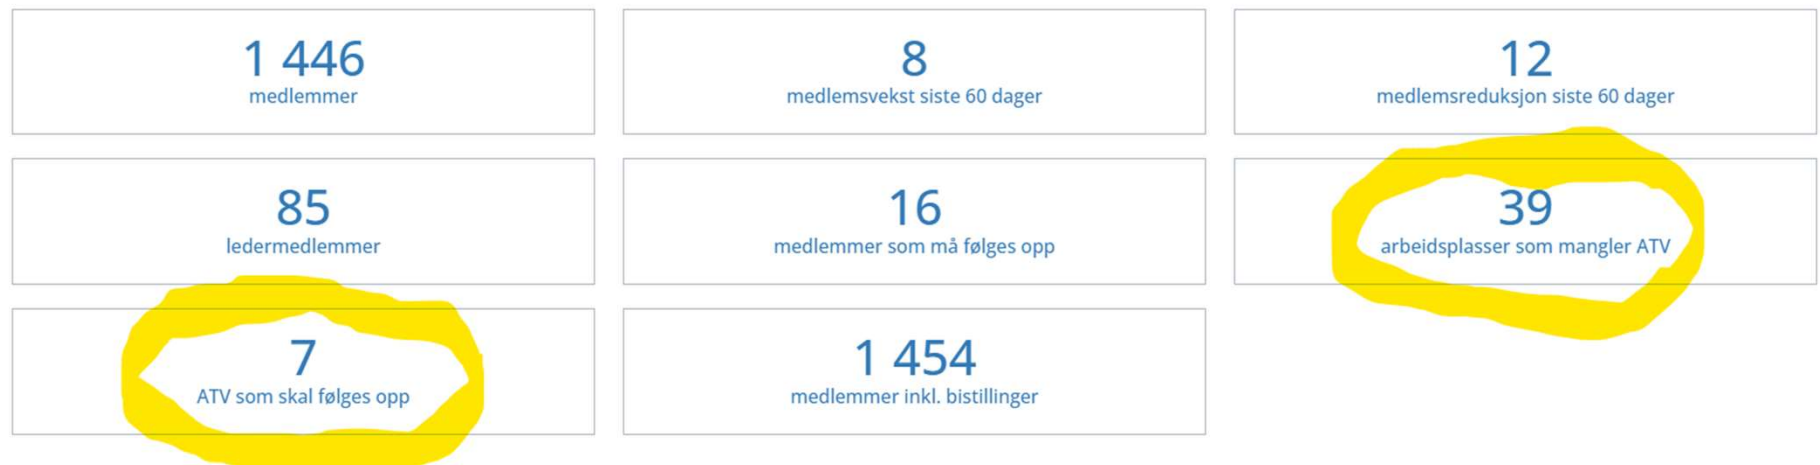 1 446
medlemmer
8
medlemsvekst siste 60 dager
12
medlemsreduksjon siste 60 dager
85
ledermedlemmer
16
medlemmer som må følges opp
39
arbeidsplasser som mangler ATV
7
ATV som skal følges opp
1 454
medlemmer inkl. bistillinger